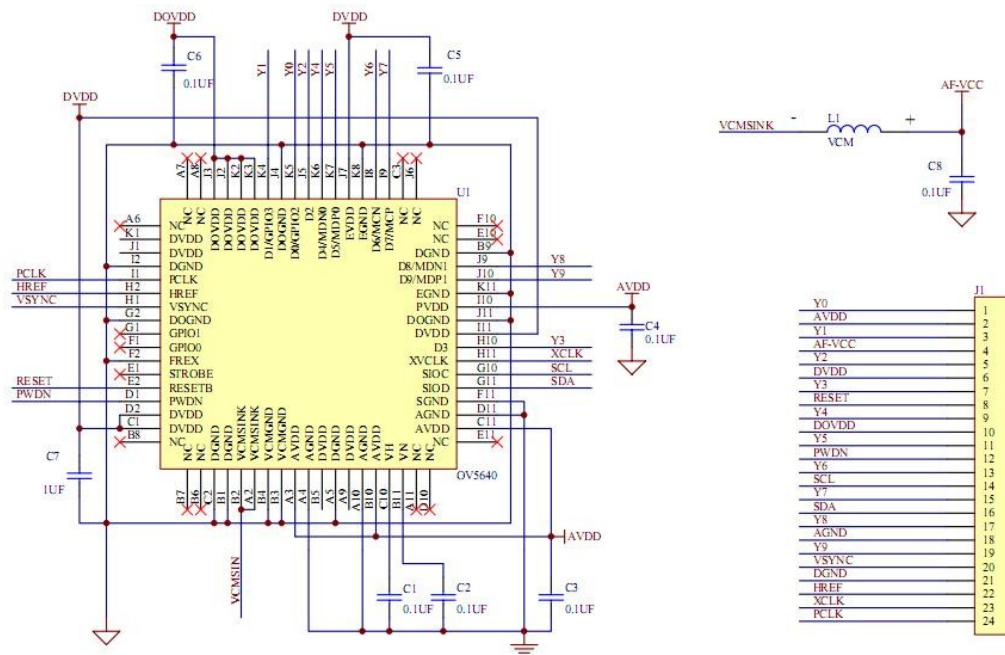 DOVDD
DVDD
C6
0.1UF
C5
0.1UF
Y1
Y0
Y2
Y4
Y5
Y6
Y7
DVDD
AF-VCC
VCMSINK
-
L1
+
VCM
C8
0.1UF
A7
A8
J3
J2
K2
K3
K4
J4
K5
J5
K6
K7
J7
K8
I8
I9
C3
J6
U1
NC
NC
DOVDD
DOVDD
DOVDD
DOVDD
D1/GPIO3
DOGND
D0/GPIO2
D2
D4/MDN0
D5/MDP0
EVDD
EGND
D6/MCN
D7/MCP
NC
NC
A6 NC
K1 DVDD
J1 DVDD
I2 DGND
PCLK I1 PCLK
HREF H2 HREF
VSYNC H1 VSYNC
G2 DOGND
G1 GPIO1
F1 GPIO0
F2 FREX
E1 STROBE
RESET E2 RESETB
PWDN D1 PWDN
D2 DVDD
C1 DVDD
B8 NC
NC F10
NC E10
DGND B9
D8/MDN1 J9 Y8
D9/MDP1 J10 Y9
EGND K11
PVDD I10
DOGND J11
DVDD I11
D3 H10 Y3
XVCLK H11 XCLK
SIOC G10 SCL
SIOD G11 SDA
SGND F11
AGND D11
AVDD C11
NC E11
AVDD
C4
0.1UF
NC
NC
DGND
DGND
VCMSINK
VCMSINK
VCMGND
VCMGND
AVDD
AGND
DVDD
DGND
DVDD
AGND
AVDD
AVDD
VH
VN
NC
NC
OV5640
B7
B6
C2
B1
B2
A2
B4
B3
A3
A4
B5
A5
A9
A10
B10
C10
B11
A11
D10
C7
1UF
VCMSIN
AVDD
C1
0.1UF
C2
0.1UF
C3
0.1UF
J1
Y0 1
AVDD 2
Y1 3
AF-VCC 4
Y2 5
DVDD 6
Y3 7
RESET 8
Y4 9
DOVDD 10
Y5 11
PWDN 12
Y6 13
SCL 14
Y7 15
SDA 16
Y8 17
AGND 18
Y9 19
VSYNC 20
DGND 21
HREF 22
XCLK 23
PCLK 24